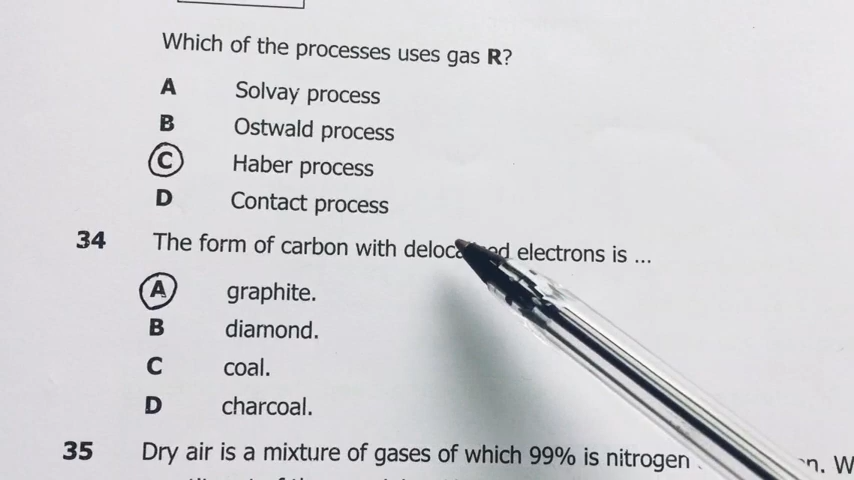 Which of the processes uses gas R?
A Solvay process
B Ostwald process
C Haber process
D Contact process
34 The form of carbon with electrons is ...
A graphite.
B diamond.
C coal.
D charcoal.
35 Dry air is a mixture of gases of which 99% is nitrogen